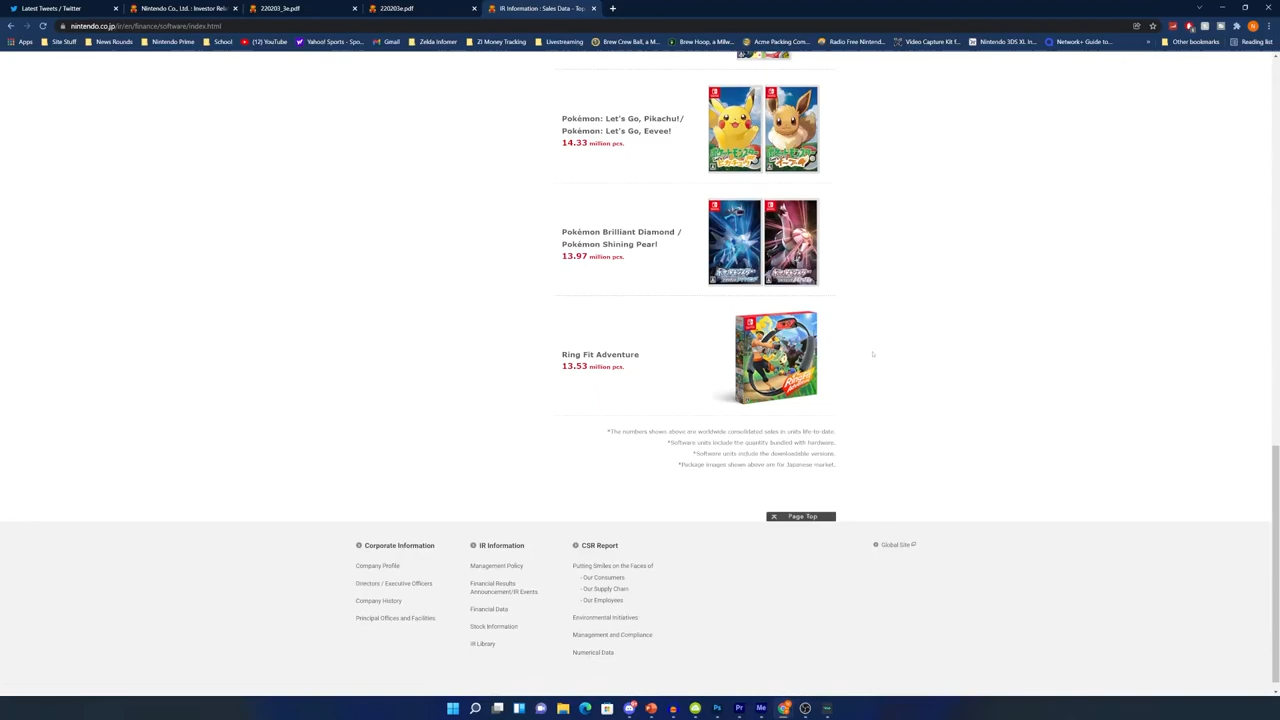 Latest Tweets / Twitter
Nintendo Co., Ltd. : Investor Rela
220203_3e.pdf
220203e.pdf
IR Information : Sales Data - Top
nintendo.co.jp/ir/en/finance/software/index.html
Apps
Site Stuff
News Rounds
Nintendo Prime
School
(12) YouTube
Yahoo! Sports - Spo...
Gmail
Zelda Infomer
ZI Money Tracking
Livestreaming
Brew Crew Ball, a M...
Brew Hoop, a Milw...
Acme Packing Com...
Radio Free Nintend...
Video Capture Kit f...
Nintendo 3DS XL In...
Network+ Guide to...
»
Other bookmarks
Reading list
Pokémon: Let's Go, Pikachu!/
Pokémon: Let's Go, Eevee!
14.33 million pcs.
Pokémon Brilliant Diamond /
Pokémon Shining Pearl
13.97 million pcs.
Ring Fit Adventure
13.53 million pcs.
*The numbers shown above are worldwide consolidated sales in units life-to-date.
*Software units include the quantity bundled with hardware.
*Software units include the downloadable versions.
*Package images shown above are for Japanese market.
Page Top
Corporate Information
Company Profile
Directors / Executive Officers
Company History
Principal Offices and Facilities
IR Information
Management Policy
Financial Results
Announcement/IR Events
Financial Data
Stock Information
IR Library
CSR Report
Putting Smiles on the Faces of
- Our Consumers
- Our Supply Chain
- Our Employees
Environmental Initiatives
Management and Compliance
Numerical Data
Global Site
Ps
Pr
Me